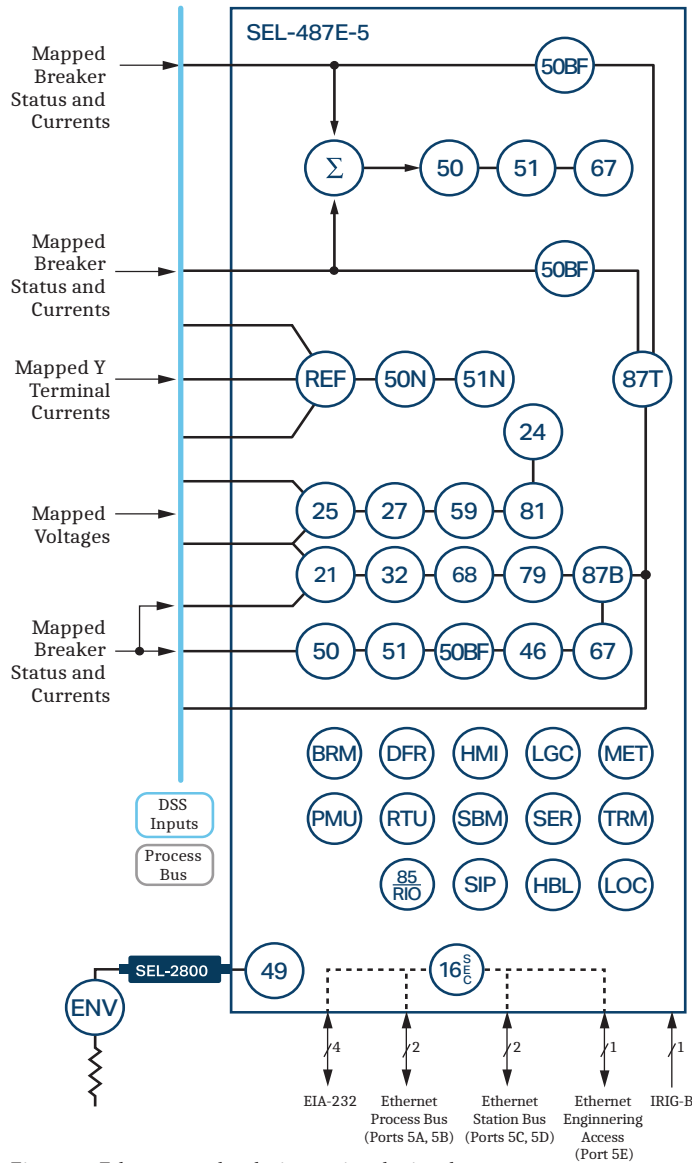 SEL-487E-5
Mapped
Breaker
Status and
Currents
50BF
Σ
50
51
67
Mapped
Breaker
Status and
Currents
50BF
Mapped Y
Terminal
Currents
REF
50N
51N
87T
24
Mapped
Voltages
25
27
59
81
21
32
68
79
87B
Mapped
Breaker
Status and
Currents
50
51
50BF
46
67
BRM
DFR
HMI
LGC
MET
DSS
Inputs
PMU
RTU
SBM
SER
TRM
Process
Bus
85
RIO
SIP
HBL
LOC
SEL-2800
49
16 SEC
ENV
4
2
2
1
1
EIA-232
Ethernet
Process Bus
(Ports 5A, 5B)
Ethernet
Station Bus
(Ports 5C, 5D)
Ethernet
Enginnering
Access
(Port 5E)
IRIG-B